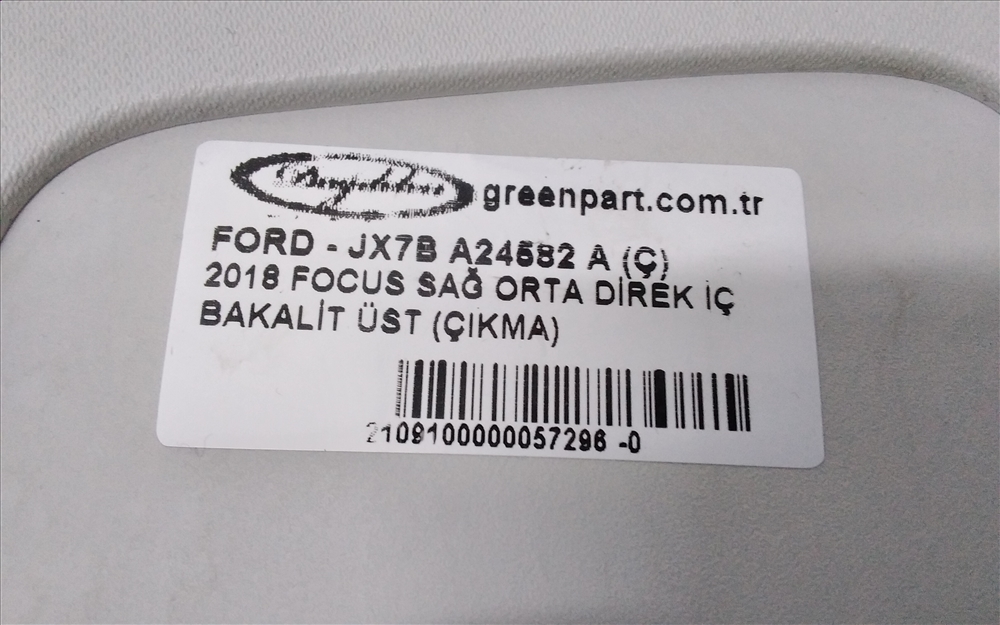 greenpart.com.tr
FORD - JX7B A24582 A (Ç)
2018 FOCUS SAĞ ORTA DİREK İÇ
BAKALİT ÜST (ÇIKMA)
2109100000057296 -0